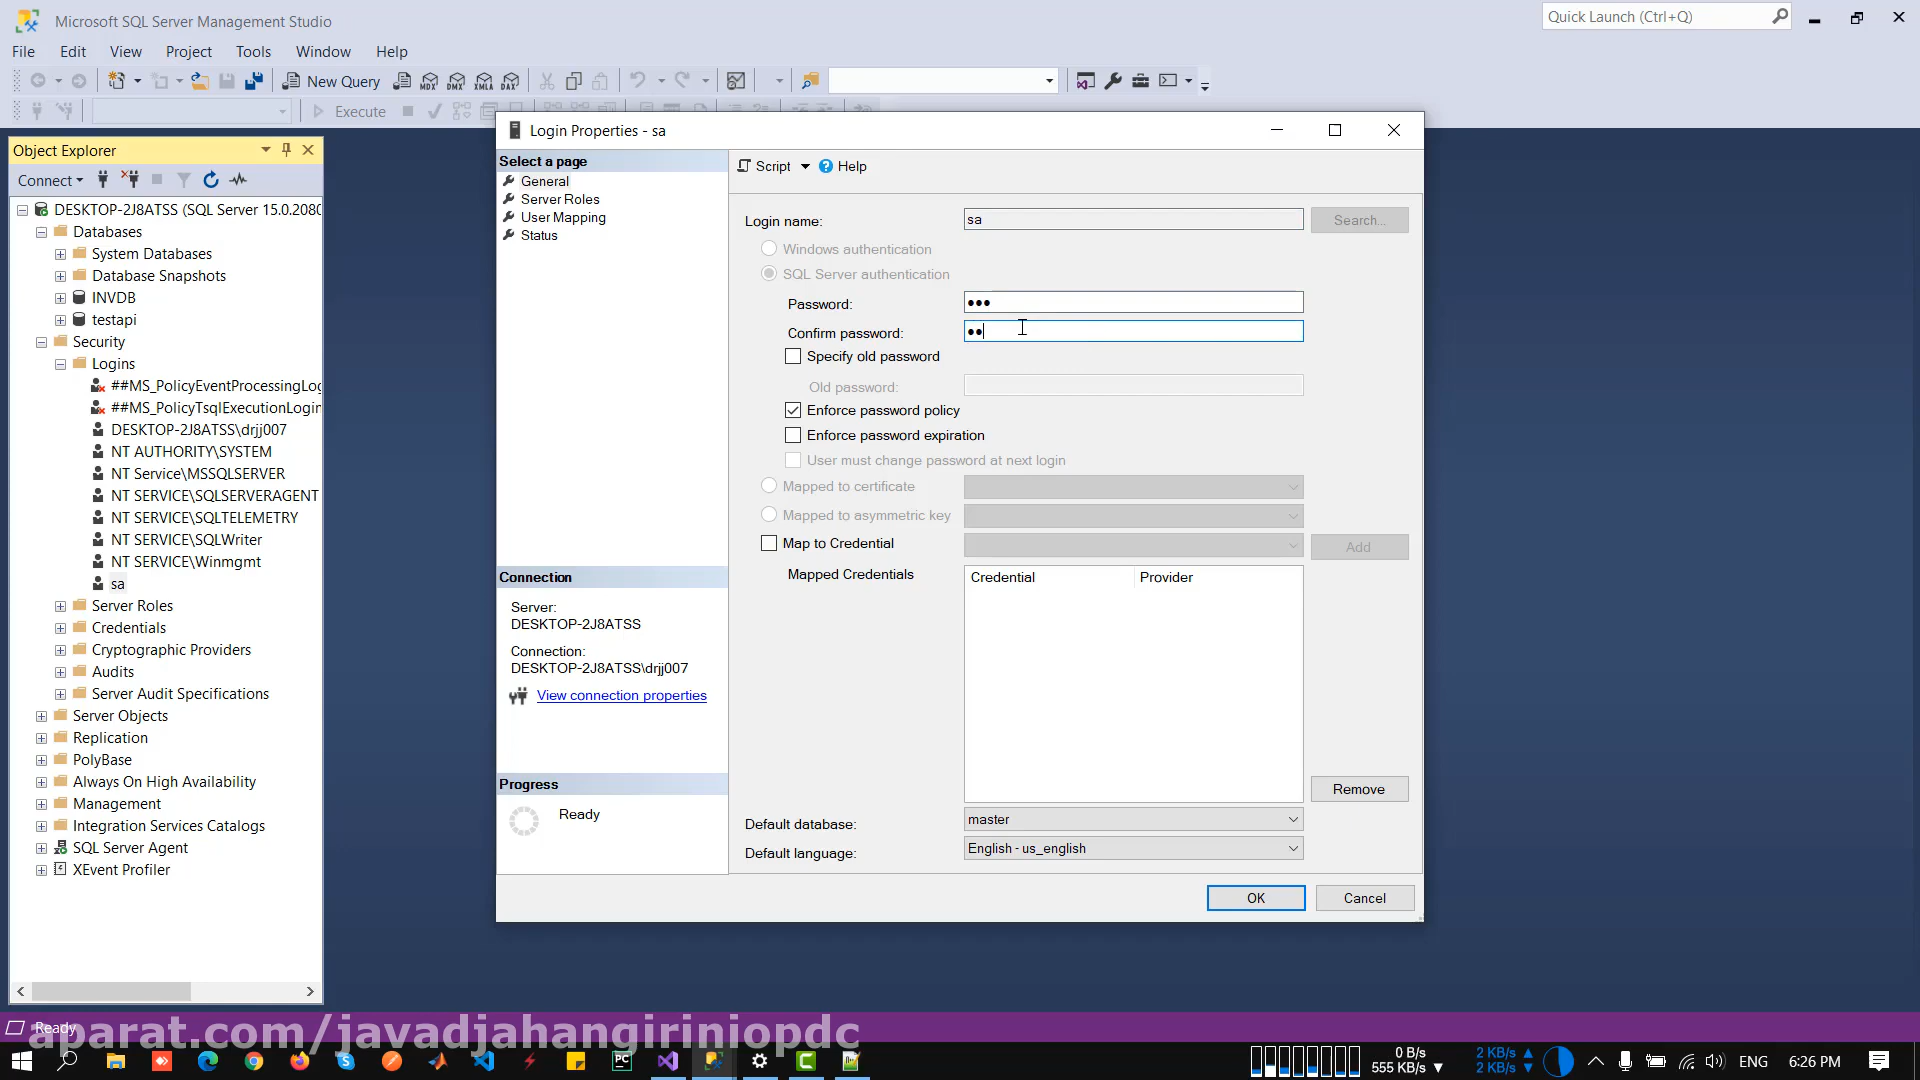 Microsoft SQL Server Management Studio
Quick Launch (Ctrl+Q)
File Edit View Project Tools Window Help
New Query
MDX DMX XMLA DAX
Execute
Object Explorer
Connect
DESKTOP-2J8ATSS (SQL Server 15.0.2080
Databases
System Databases
Database Snapshots
INVDB
testapi
Security
Logins
##MS_PolicyEventProcessingLog
##MS_PolicyTsqlExecutionLogin
DESKTOP-2J8ATSS\drjj007
NT AUTHORITY\SYSTEM
NT Service\MSSQLSERVER
NT SERVICE\SQLSERVERAGENT
NT SERVICE\SQLTELEMETRY
NT SERVICE\SQLWriter
NT SERVICE\Winmgmt
sa
Server Roles
Credentials
Cryptographic Providers
Audits
Server Audit Specifications
Server Objects
Replication
PolyBase
Always On High Availability
Management
Integration Services Catalogs
SQL Server Agent
XEvent Profiler
Login Properties - sa
Select a page
General
Server Roles
User Mapping
Status
Connection
Server:
DESKTOP-2J8ATSS
Connection:
DESKTOP-2J8ATSS\drjj007
View connection properties
Progress
Ready
Script Help
Login name: sa Search...
Windows authentication
SQL Server authentication
Password: •••
Confirm password: ••
Specify old password
Old password:
Enforce password policy
Enforce password expiration
User must change password at next login
Mapped to certificate
Mapped to asymmetric key
Map to Credential Add
Mapped Credentials Credential Provider
Remove
Default database: master
Default language: English - us_english
OK Cancel
Ready
aparat.com/javadjahangiriniopdc
PC
0 B/s
555 KB/s
2 KB/s
2 KB/s
ENG 6:26 PM